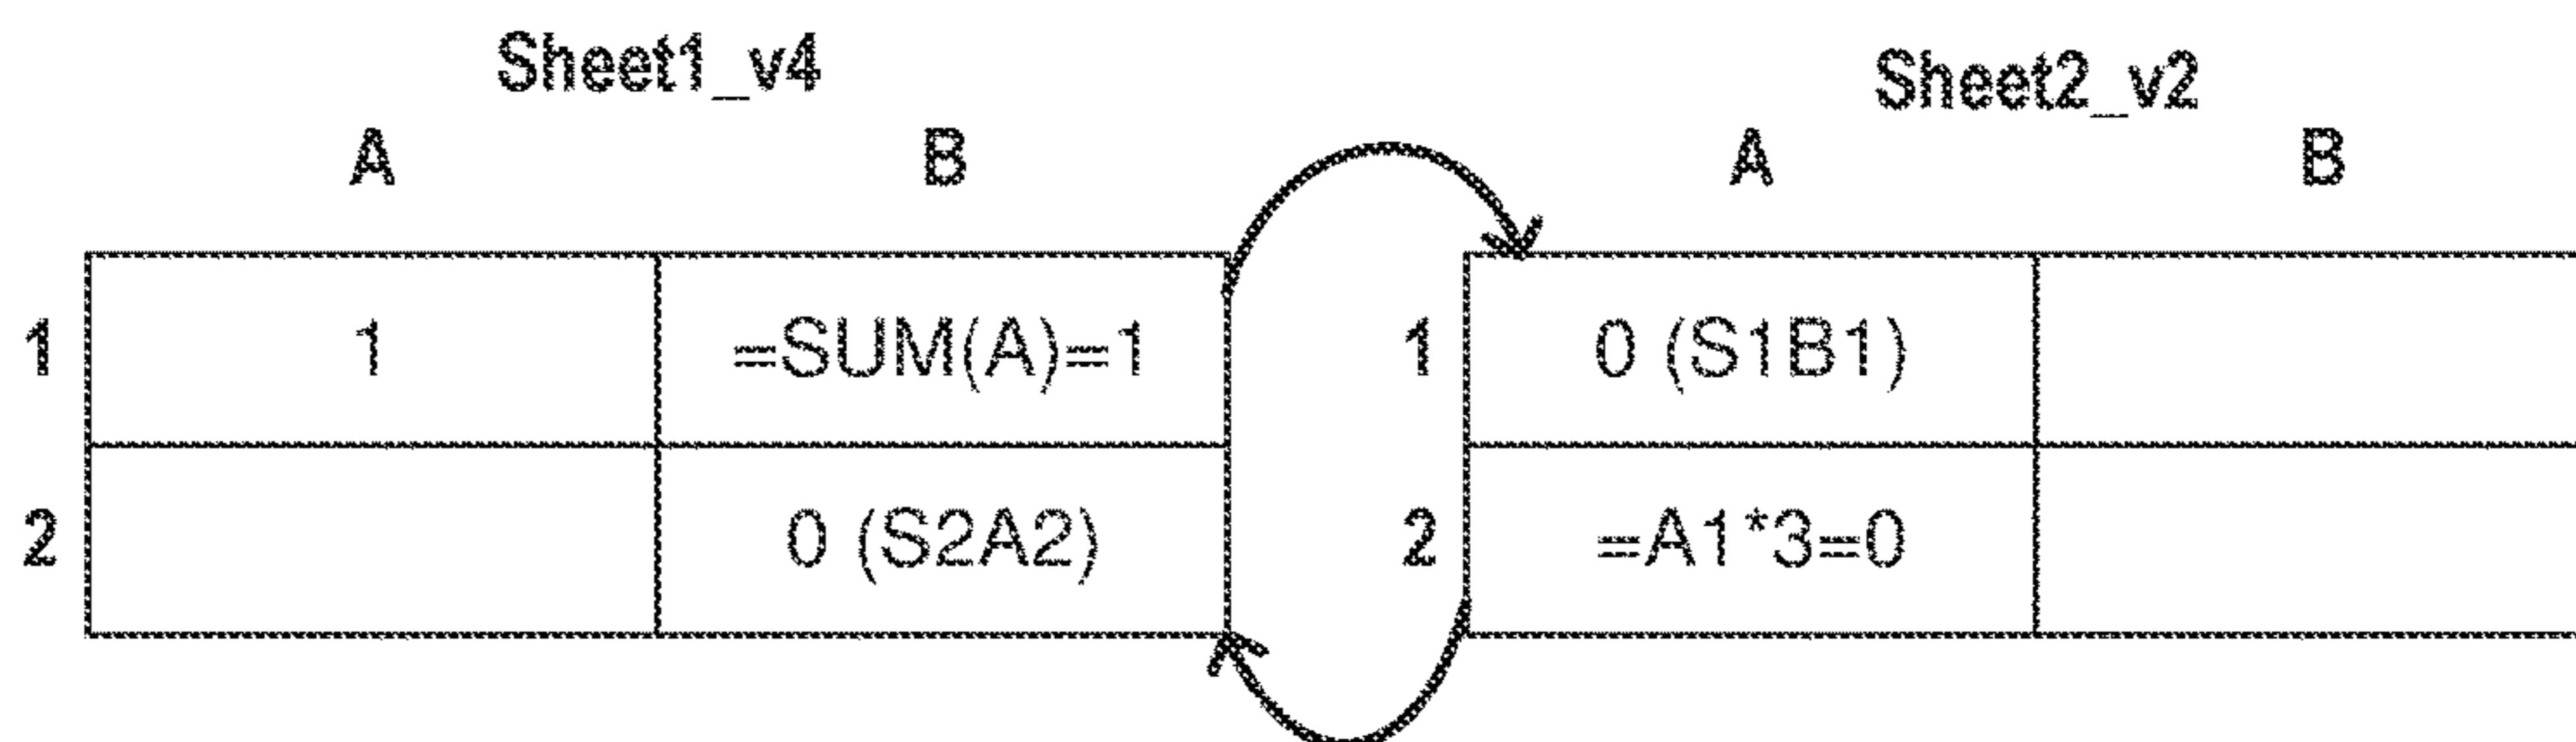 Sheet1_v4 Sheet2_v2
A B A B
1 1 =SUM(A)=1 1 0 (S1B1)
2 0 (S2A2) 2 =A1*3=0